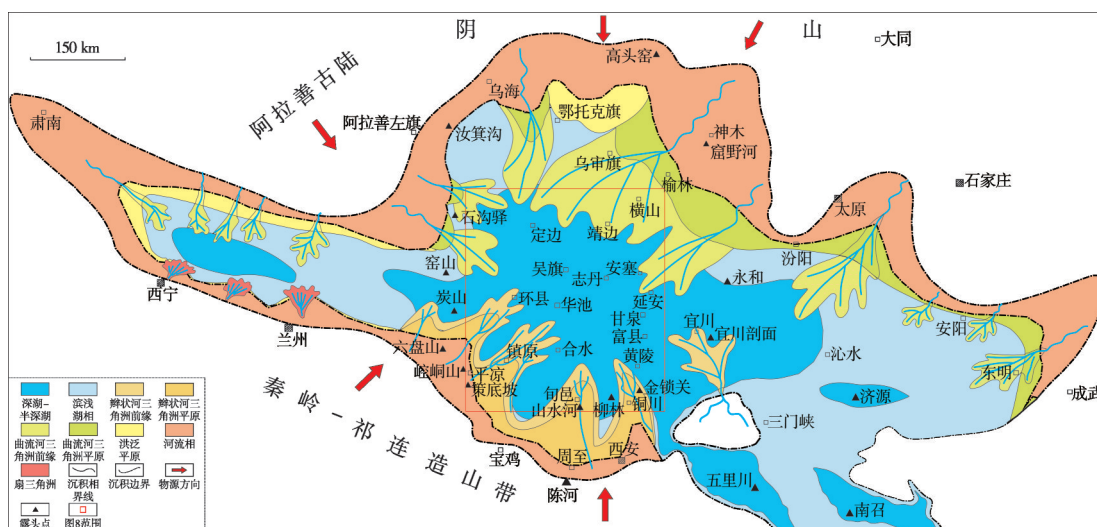 150 km
阴
山
大同
高头窑
阿拉善古陆
乌海
鄂托克旗
肃南
阿拉善左旗
汝箕沟
神木
窟野河
乌审旗
榆林
石家庄
石沟驿
横山
太原
定边
靖边
汾阳
窑山
吴旗
志丹
安塞
永和
西宁
炭山
环县
华池
延安
甘泉
宜川
宜川剖面
安阳
兰州
富县
六盘山
镇原
合水
黄陵
沁水
崆峒山
平凉
东明
策底坡
旬邑
金锁关
济源
成武
秦岭-祁连造山带
山水河
柳林
铜川
三门峡
宝鸡
周至
西安
陈河
五里川
南召
深湖-
半深湖
滨浅
湖相
辫状河三
角洲前缘
辫状河三
角洲平原
曲流河三
角洲前缘
曲流河三
角洲平原
洪泛
平原
河流相
扇三角洲
沉积相
界线
沉积边界
物源方向
露头点
图8范围